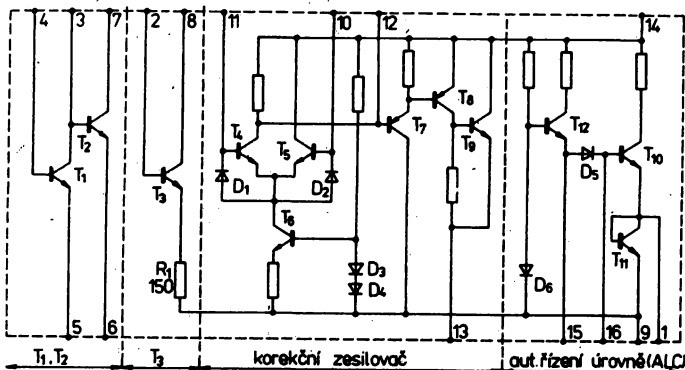 4 3 7 2 8 11 10 12 14
T8
T2 T4 T5 T7 T9 T12 T10
D5
T1 T3 D1 D2
T6 T11
R1
150
D3
D4
D6
5 6 13 15 16 9 1
T1, T2 T3 korekční zesilovač aut. řízení úrovně (ALC)